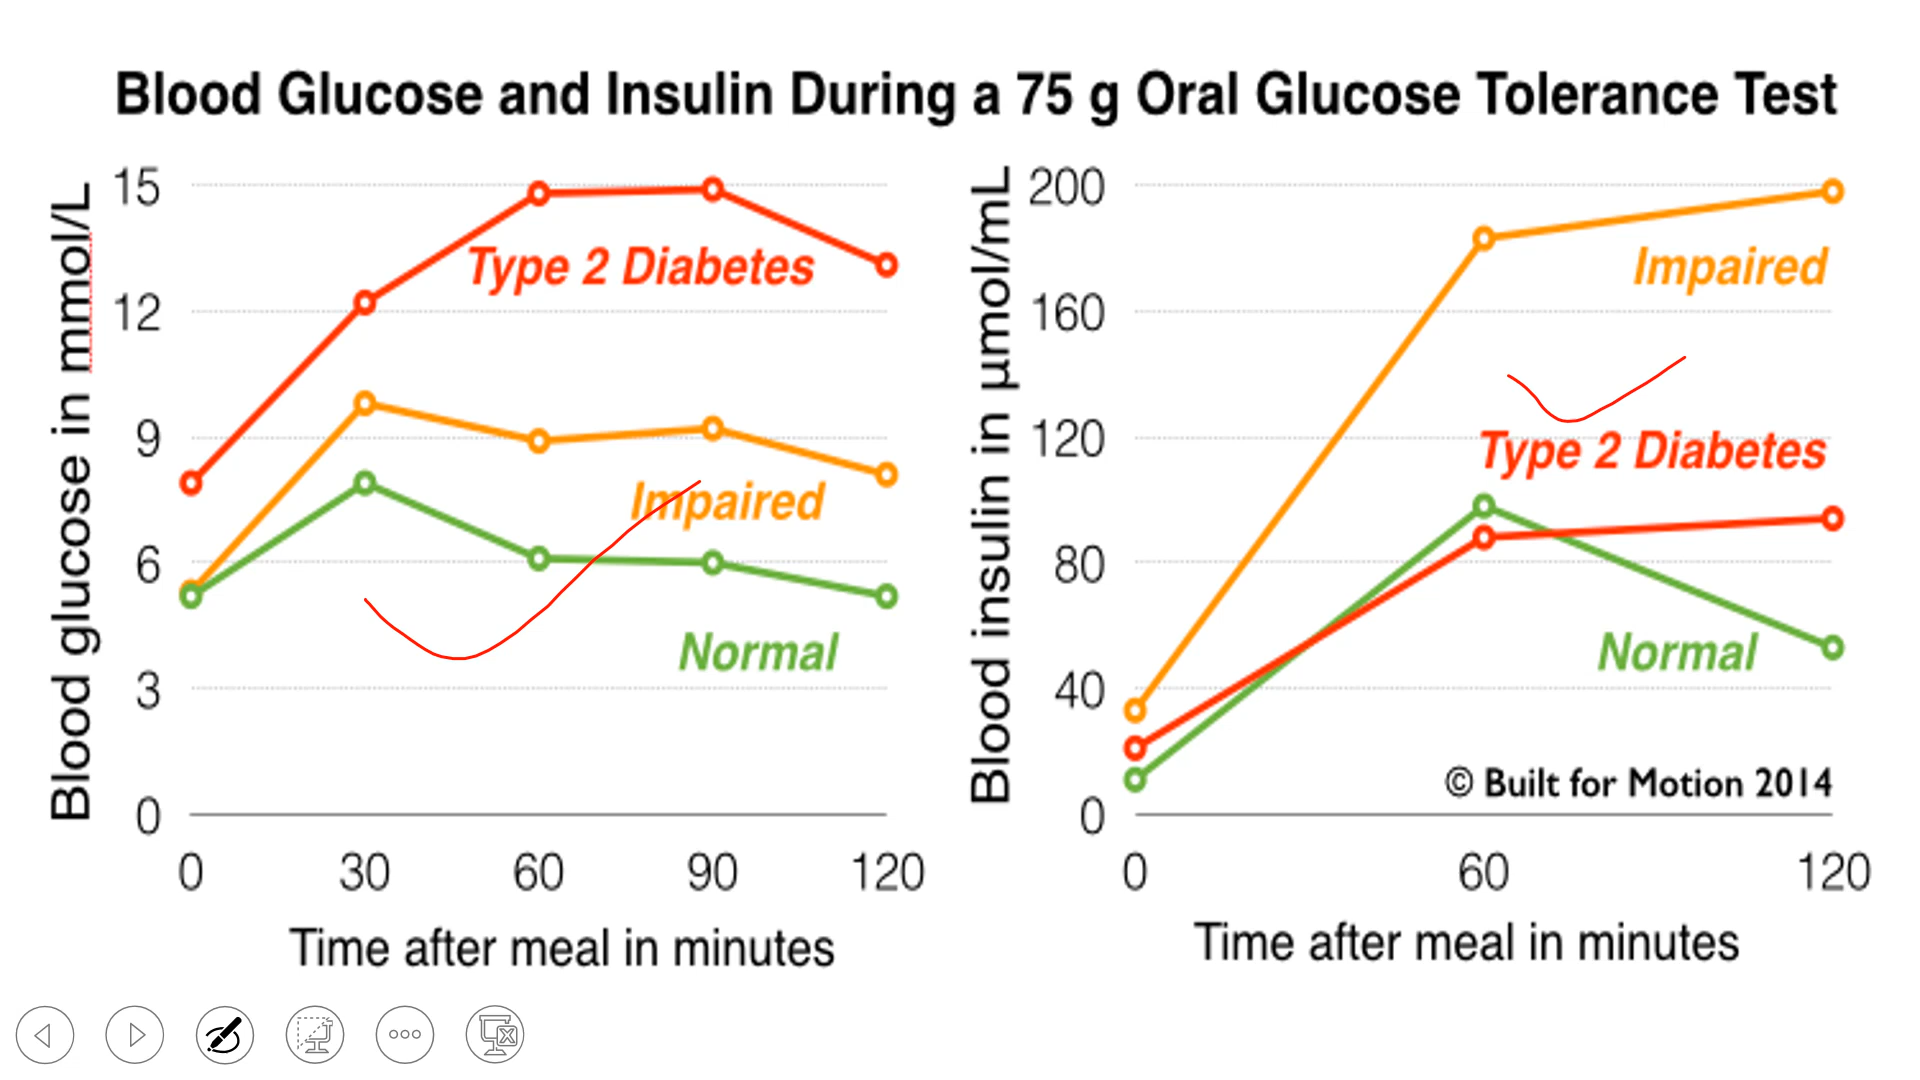 Blood Glucose and Insulin During a 75 g Oral Glucose Tolerance Test
Blood glucose in mmol/L
15
12
9
6
3
0
Type 2 Diabetes
Impaired
Normal
0 30 60 90 120
Time after meal in minutes
Blood insulin in µmol/mL
200
160
120
80
40
0
Impaired
Type 2 Diabetes
Normal
© Built for Motion 2014
0 60 120
Time after meal in minutes